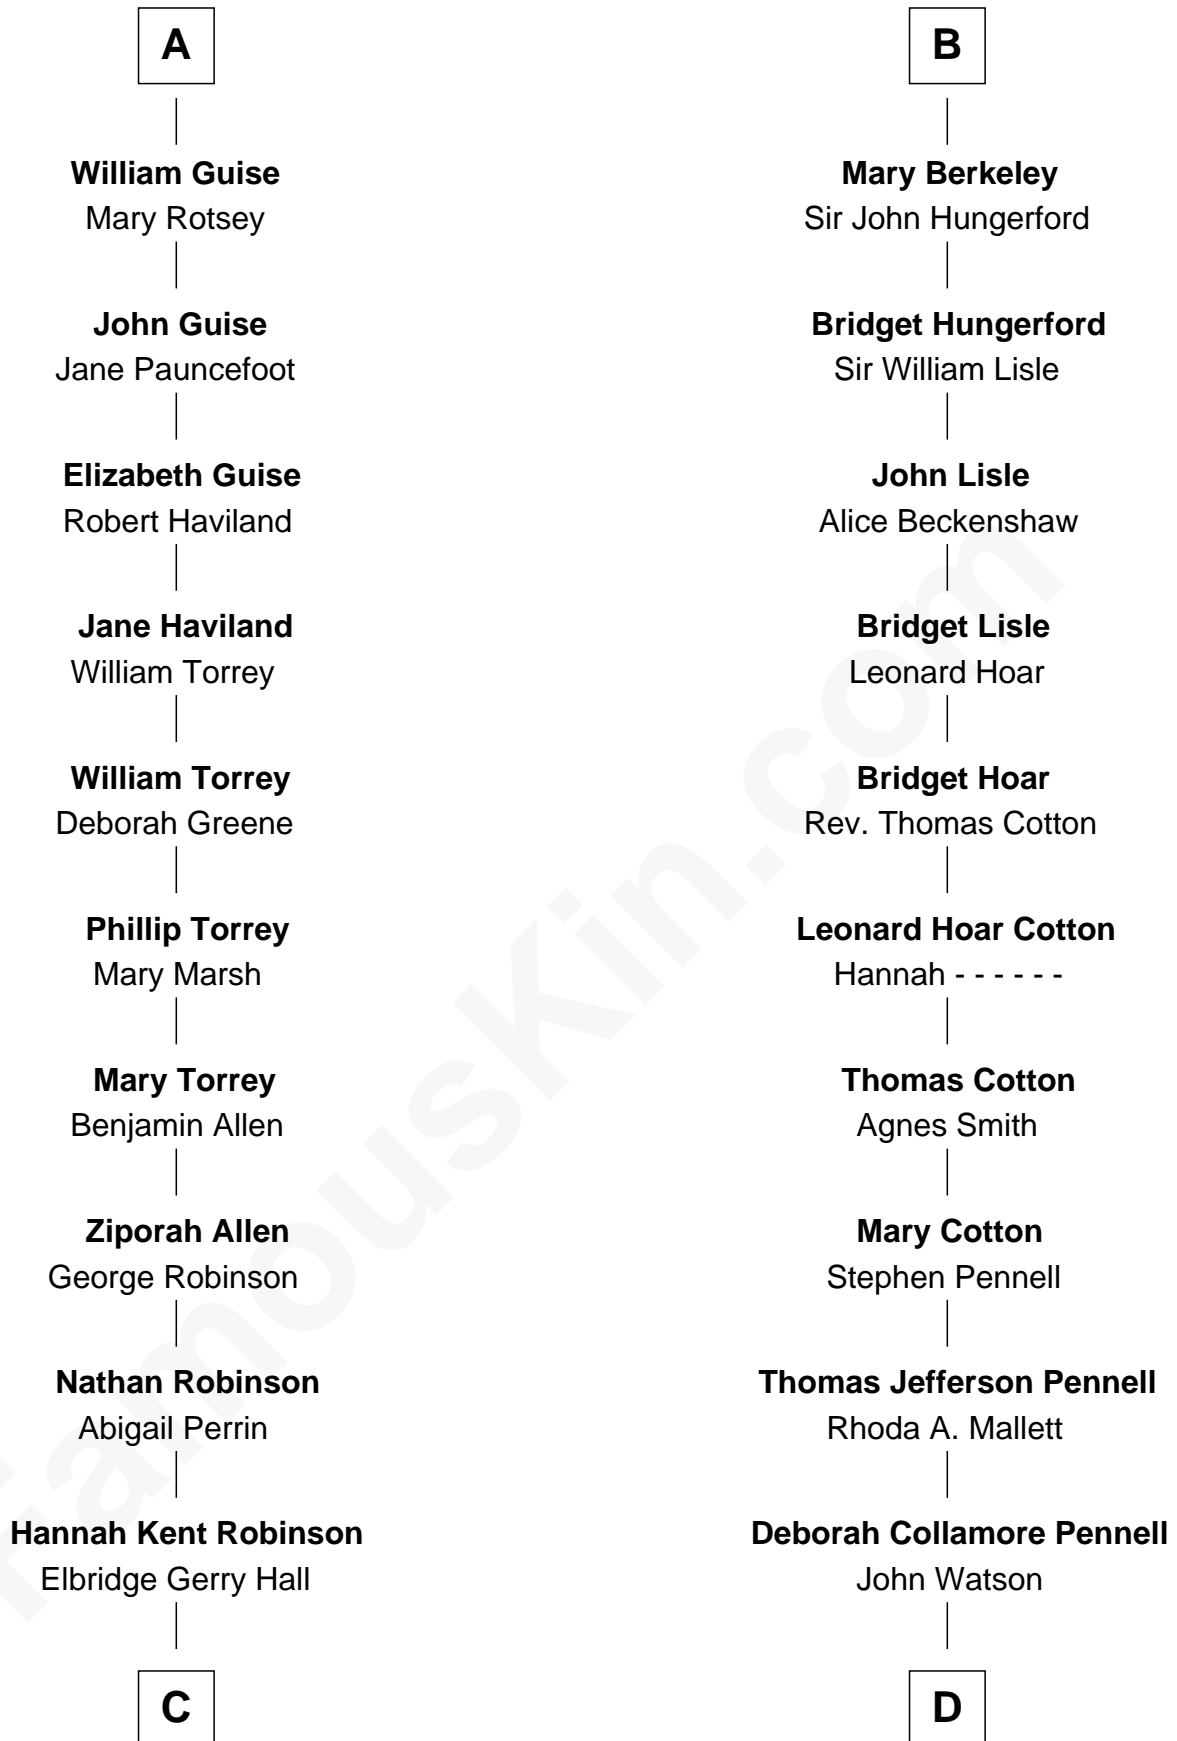 A
William Guise
Mary Rotsey
John Guise
Jane Pauncefoot
Elizabeth Guise
Robert Haviland
Jane Haviland
William Torrey
William Torrey
Deborah Greene
Phillip Torrey
Mary Marsh
Mary Torrey
Benjamin Allen
Ziporah Allen
George Robinson
Nathan Robinson
Abigail Perrin
Hannah Kent Robinson
Elbridge Gerry Hall
C
B
Mary Berkeley
Sir John Hungerford
Bridget Hungerford
Sir William Lisle
John Lisle
Alice Beckenshaw
Bridget Lisle
Leonard Hoar
Bridget Hoar
Rev. Thomas Cotton
Leonard Hoar Cotton
Hannah - - - - - -
Thomas Cotton
Agnes Smith
Mary Cotton
Stephen Pennell
Thomas Jefferson Pennell
Rhoda A. Mallett
Deborah Collamore Pennell
John Watson
D
FamousKin.com